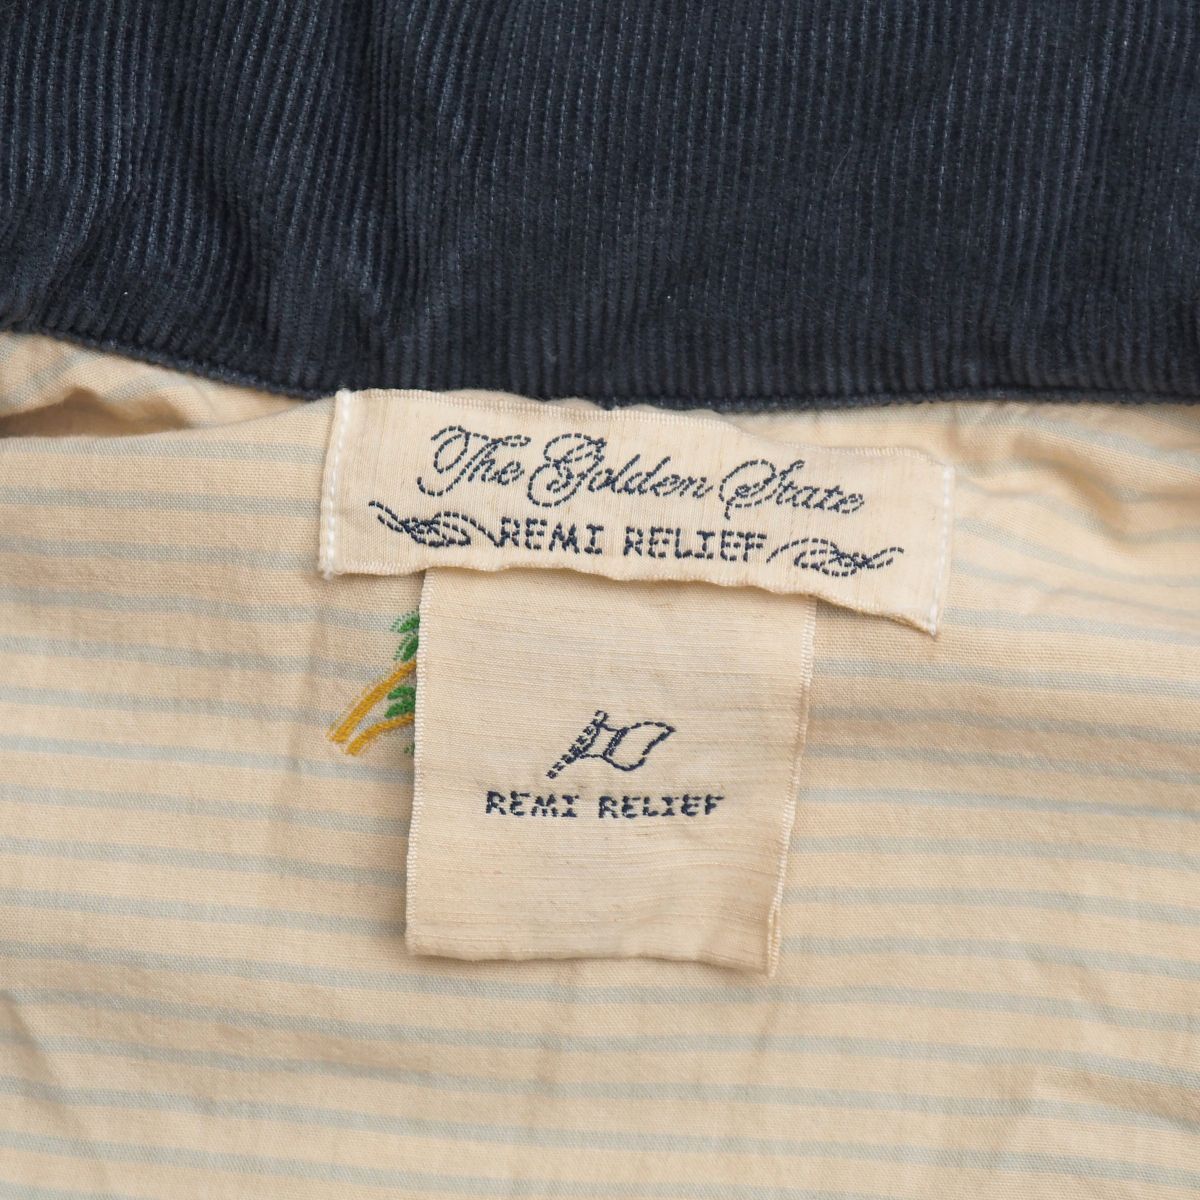 The Golden State
REMI RELIEF
REMI RELIEF